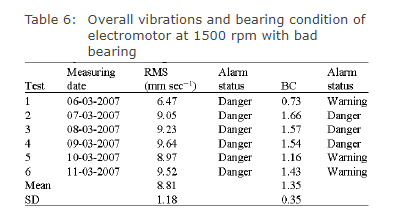 Table 6: Overall vibrations and bearing condition of
electromotor at 1500 rpm with bad
bearing
Measuring RMS Alarm Alarm
Test date (mm sec⁻¹) status BC status
1 06-03-2007 6.47 Danger 0.73 Warning
2 07-03-2007 9.05 Danger 1.66 Danger
3 08-03-2007 9.23 Danger 1.57 Danger
4 09-03-2007 9.64 Danger 1.54 Danger
5 10-03-2007 8.97 Danger 1.16 Warning
6 11-03-2007 9.52 Danger 1.43 Warning
Mean 8.81 1.35
SD 1.18 0.35